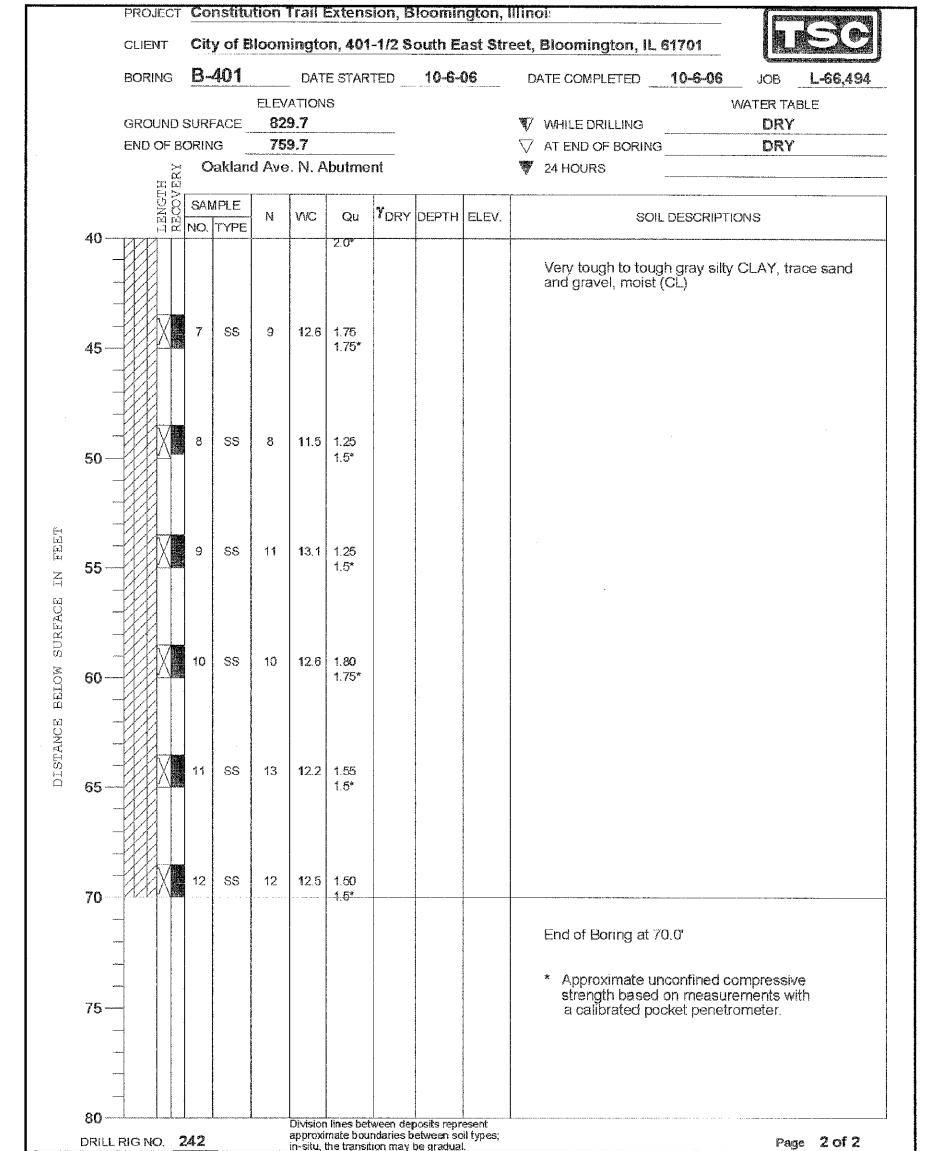 PROJECT Constitution Trail Extension, Bloomington, Illinois
TSC
CLIENT City of Bloomington, 401-1/2 South East Street, Bloomington, IL 61701
BORING B-401 DATE STARTED 10-6-06 DATE COMPLETED 10-6-06 JOB L-66,494
ELEVATIONS WATER TABLE
GROUND SURFACE 829.7 WHILE DRILLING DRY
END OF BORING 759.7 AT END OF BORING DRY
Oakland Ave. N. Abutment 24 HOURS
LENGTH
RECOVERY
SAMPLE
NO. TYPE N WC Qu γDRY DEPTH ELEV. SOIL DESCRIPTIONS
40 2.0*
Very tough to tough gray silty CLAY, trace sand
and gravel, moist (CL)
7 SS 9 12.6 1.75
45 1.75*
8 SS 8 11.5 1.25
50 1.5*
9 SS 11 13.1 1.25
55 1.5*
10 SS 10 12.6 1.80
60 1.75*
11 SS 13 12.2 1.55
65 1.5*
12 SS 12 12.5 1.50
70 1.5*
DISTANCE BELOW SURFACE IN FEET
End of Boring at 70.0'
* Approximate unconfined compressive
strength based on measurements with
a calibrated pocket penetrometer.
75
80
Division lines between deposits represent
approximate boundaries between soil types;
in-situ, the transition may be gradual.
DRILL RIG NO. 242 Page 2 of 2